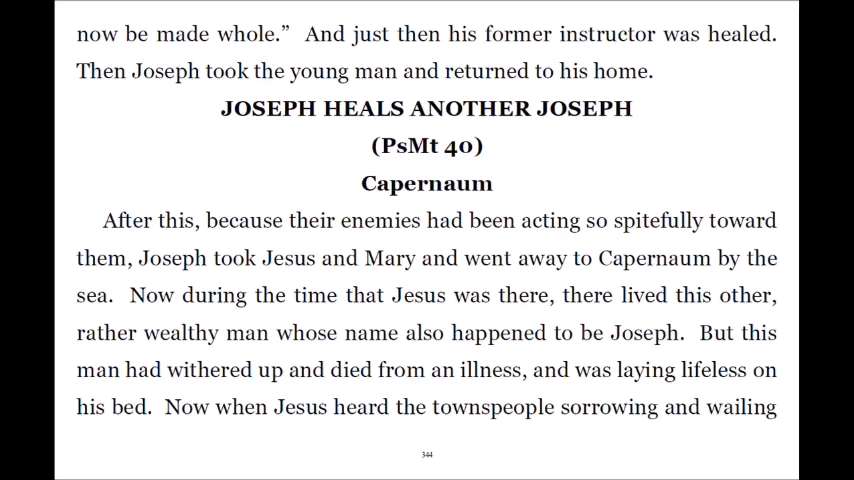 now be made whole.” And just then his former instructor was healed.
Then Joseph took the young man and returned to his home.
JOSEPH HEALS ANOTHER JOSEPH
(PsMt 40)
Capernaum
After this, because their enemies had been acting so spitefully toward
them, Joseph took Jesus and Mary and went away to Capernaum by the
sea. Now during the time that Jesus was there, there lived this other,
rather wealthy man whose name also happened to be Joseph. But this
man had withered up and died from an illness, and was laying lifeless on
his bed. Now when Jesus heard the townspeople sorrowing and wailing
344